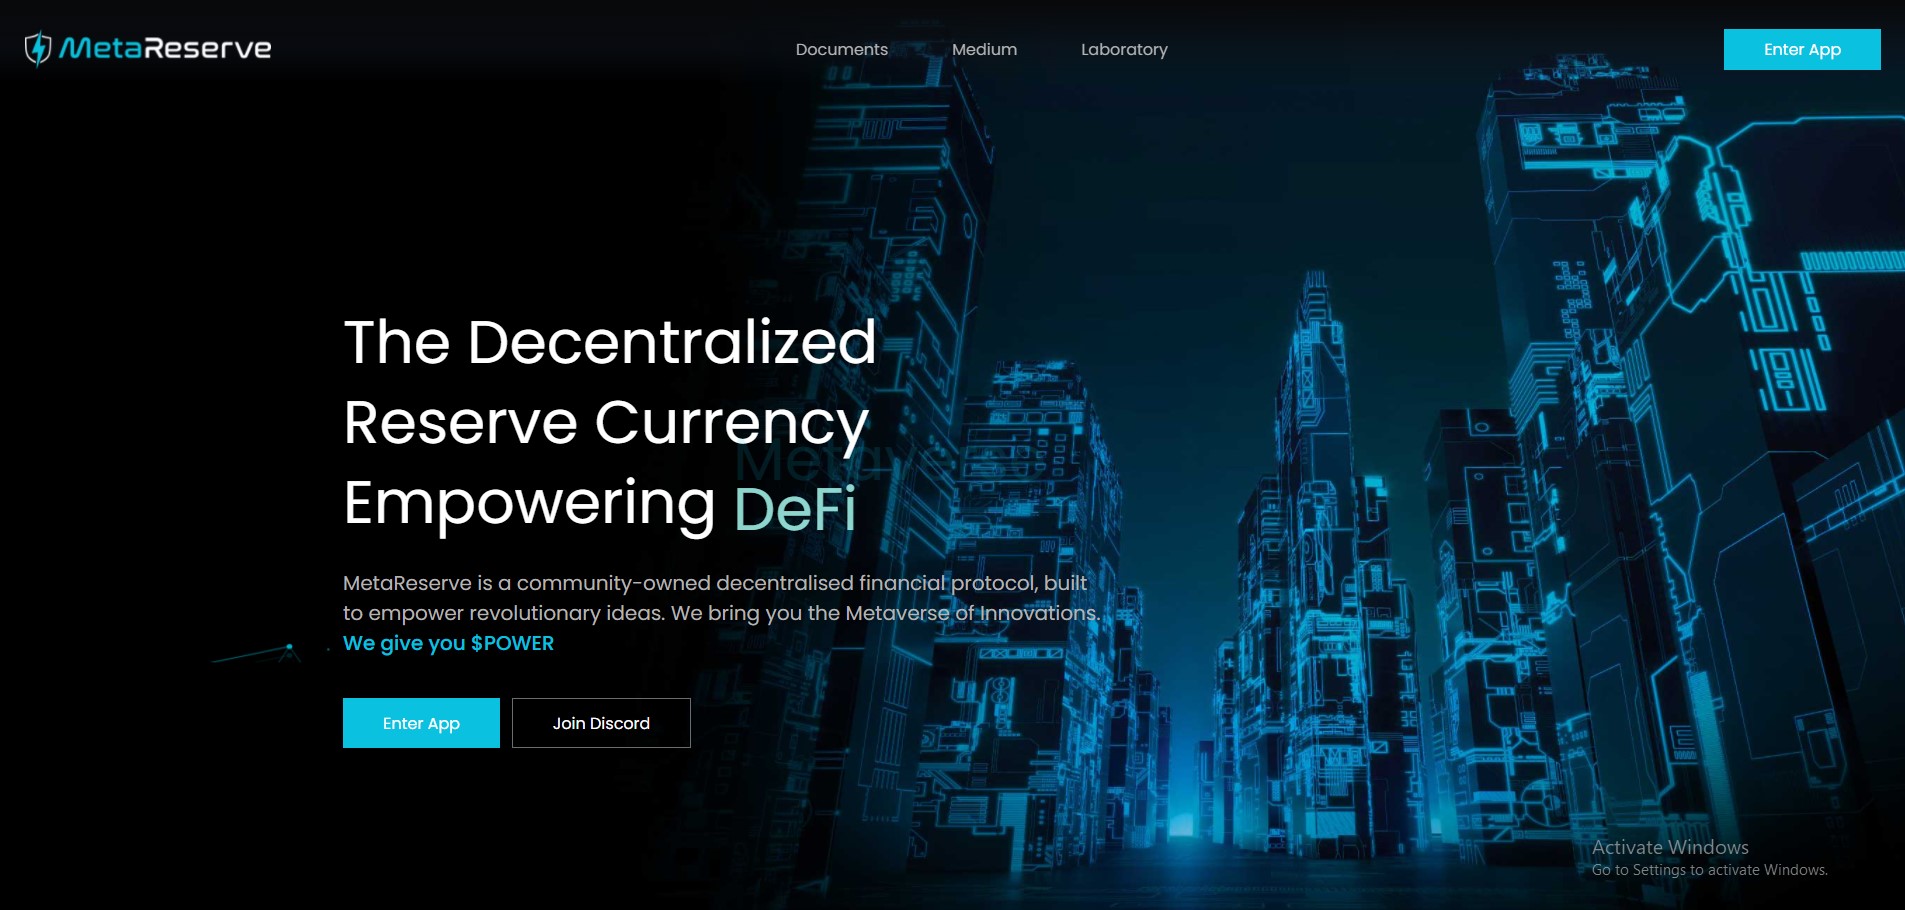 MetaReserve
Documents
Medium
Laboratory
Enter App
The Decentralized
Reserve Currency
Metaverse
Empowering DeFi
MetaReserve is a community-owned decentralised financial protocol, built
to empower revolutionary ideas. We bring you the Metaverse of Innovations.
We give you $POWER
Enter App
Join Discord
Activate Windows
Go to Settings to activate Windows.